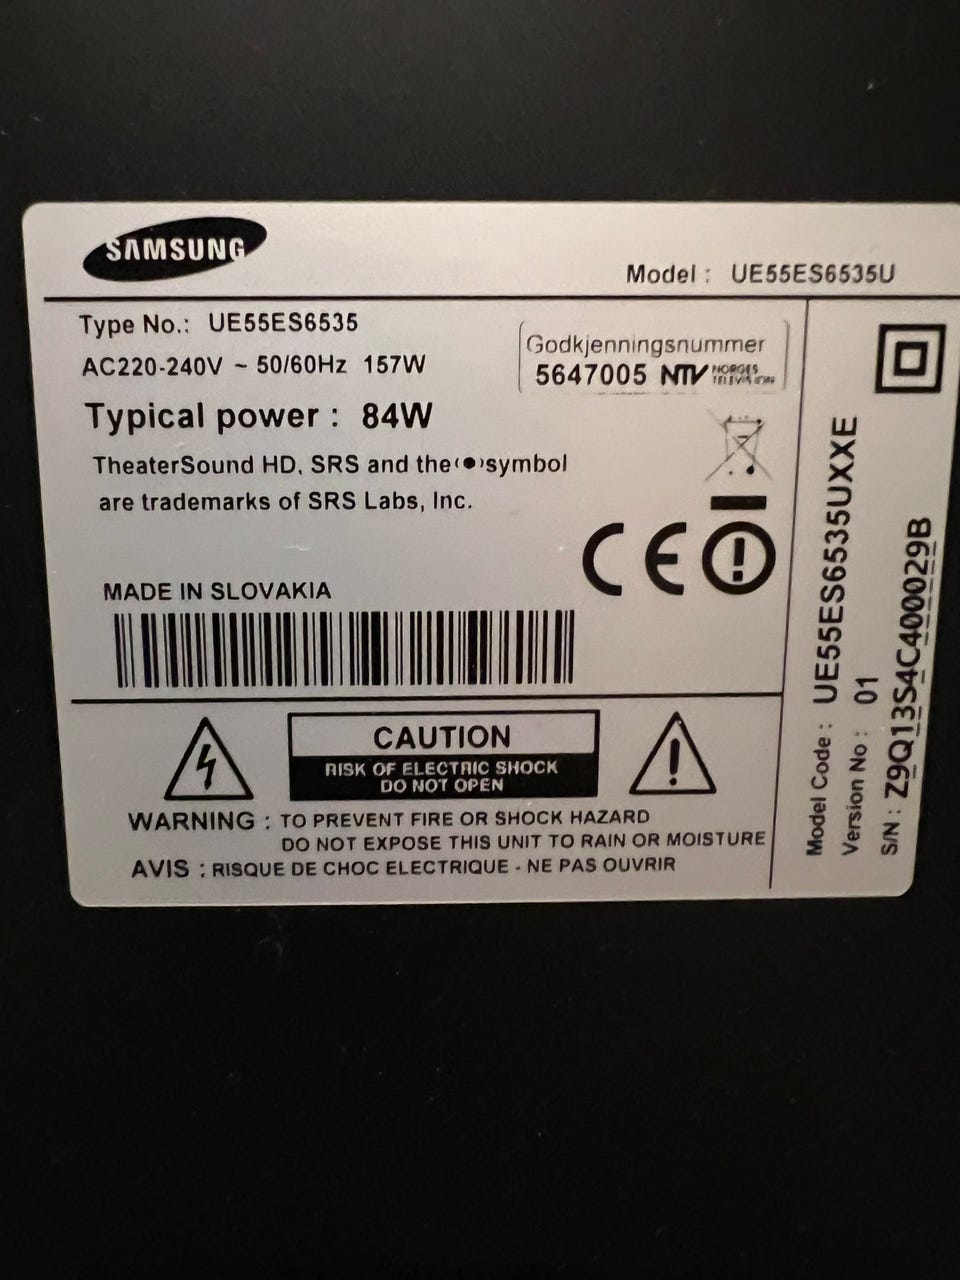 SAMSUNG
Model : UE55ES6535U
Type No.: UE55ES6535
AC220-240V ~ 50/60Hz 157W
Godkjenningsnummer
5647005 NTV NORGES
TELEVISJON
Typical power : 84W
TheaterSound HD, SRS and the (●) symbol
are trademarks of SRS Labs, Inc.
CE
MADE IN SLOVAKIA
CAUTION
RISK OF ELECTRIC SHOCK
DO NOT OPEN
WARNING : TO PREVENT FIRE OR SHOCK HAZARD
DO NOT EXPOSE THIS UNIT TO RAIN OR MOISTURE
AVIS : RISQUE DE CHOC ELECTRIQUE - NE PAS OUVRIR
Model Code : UE55ES6535UXXE
Version No : 01
S/N : Z9Q13S4C400029B